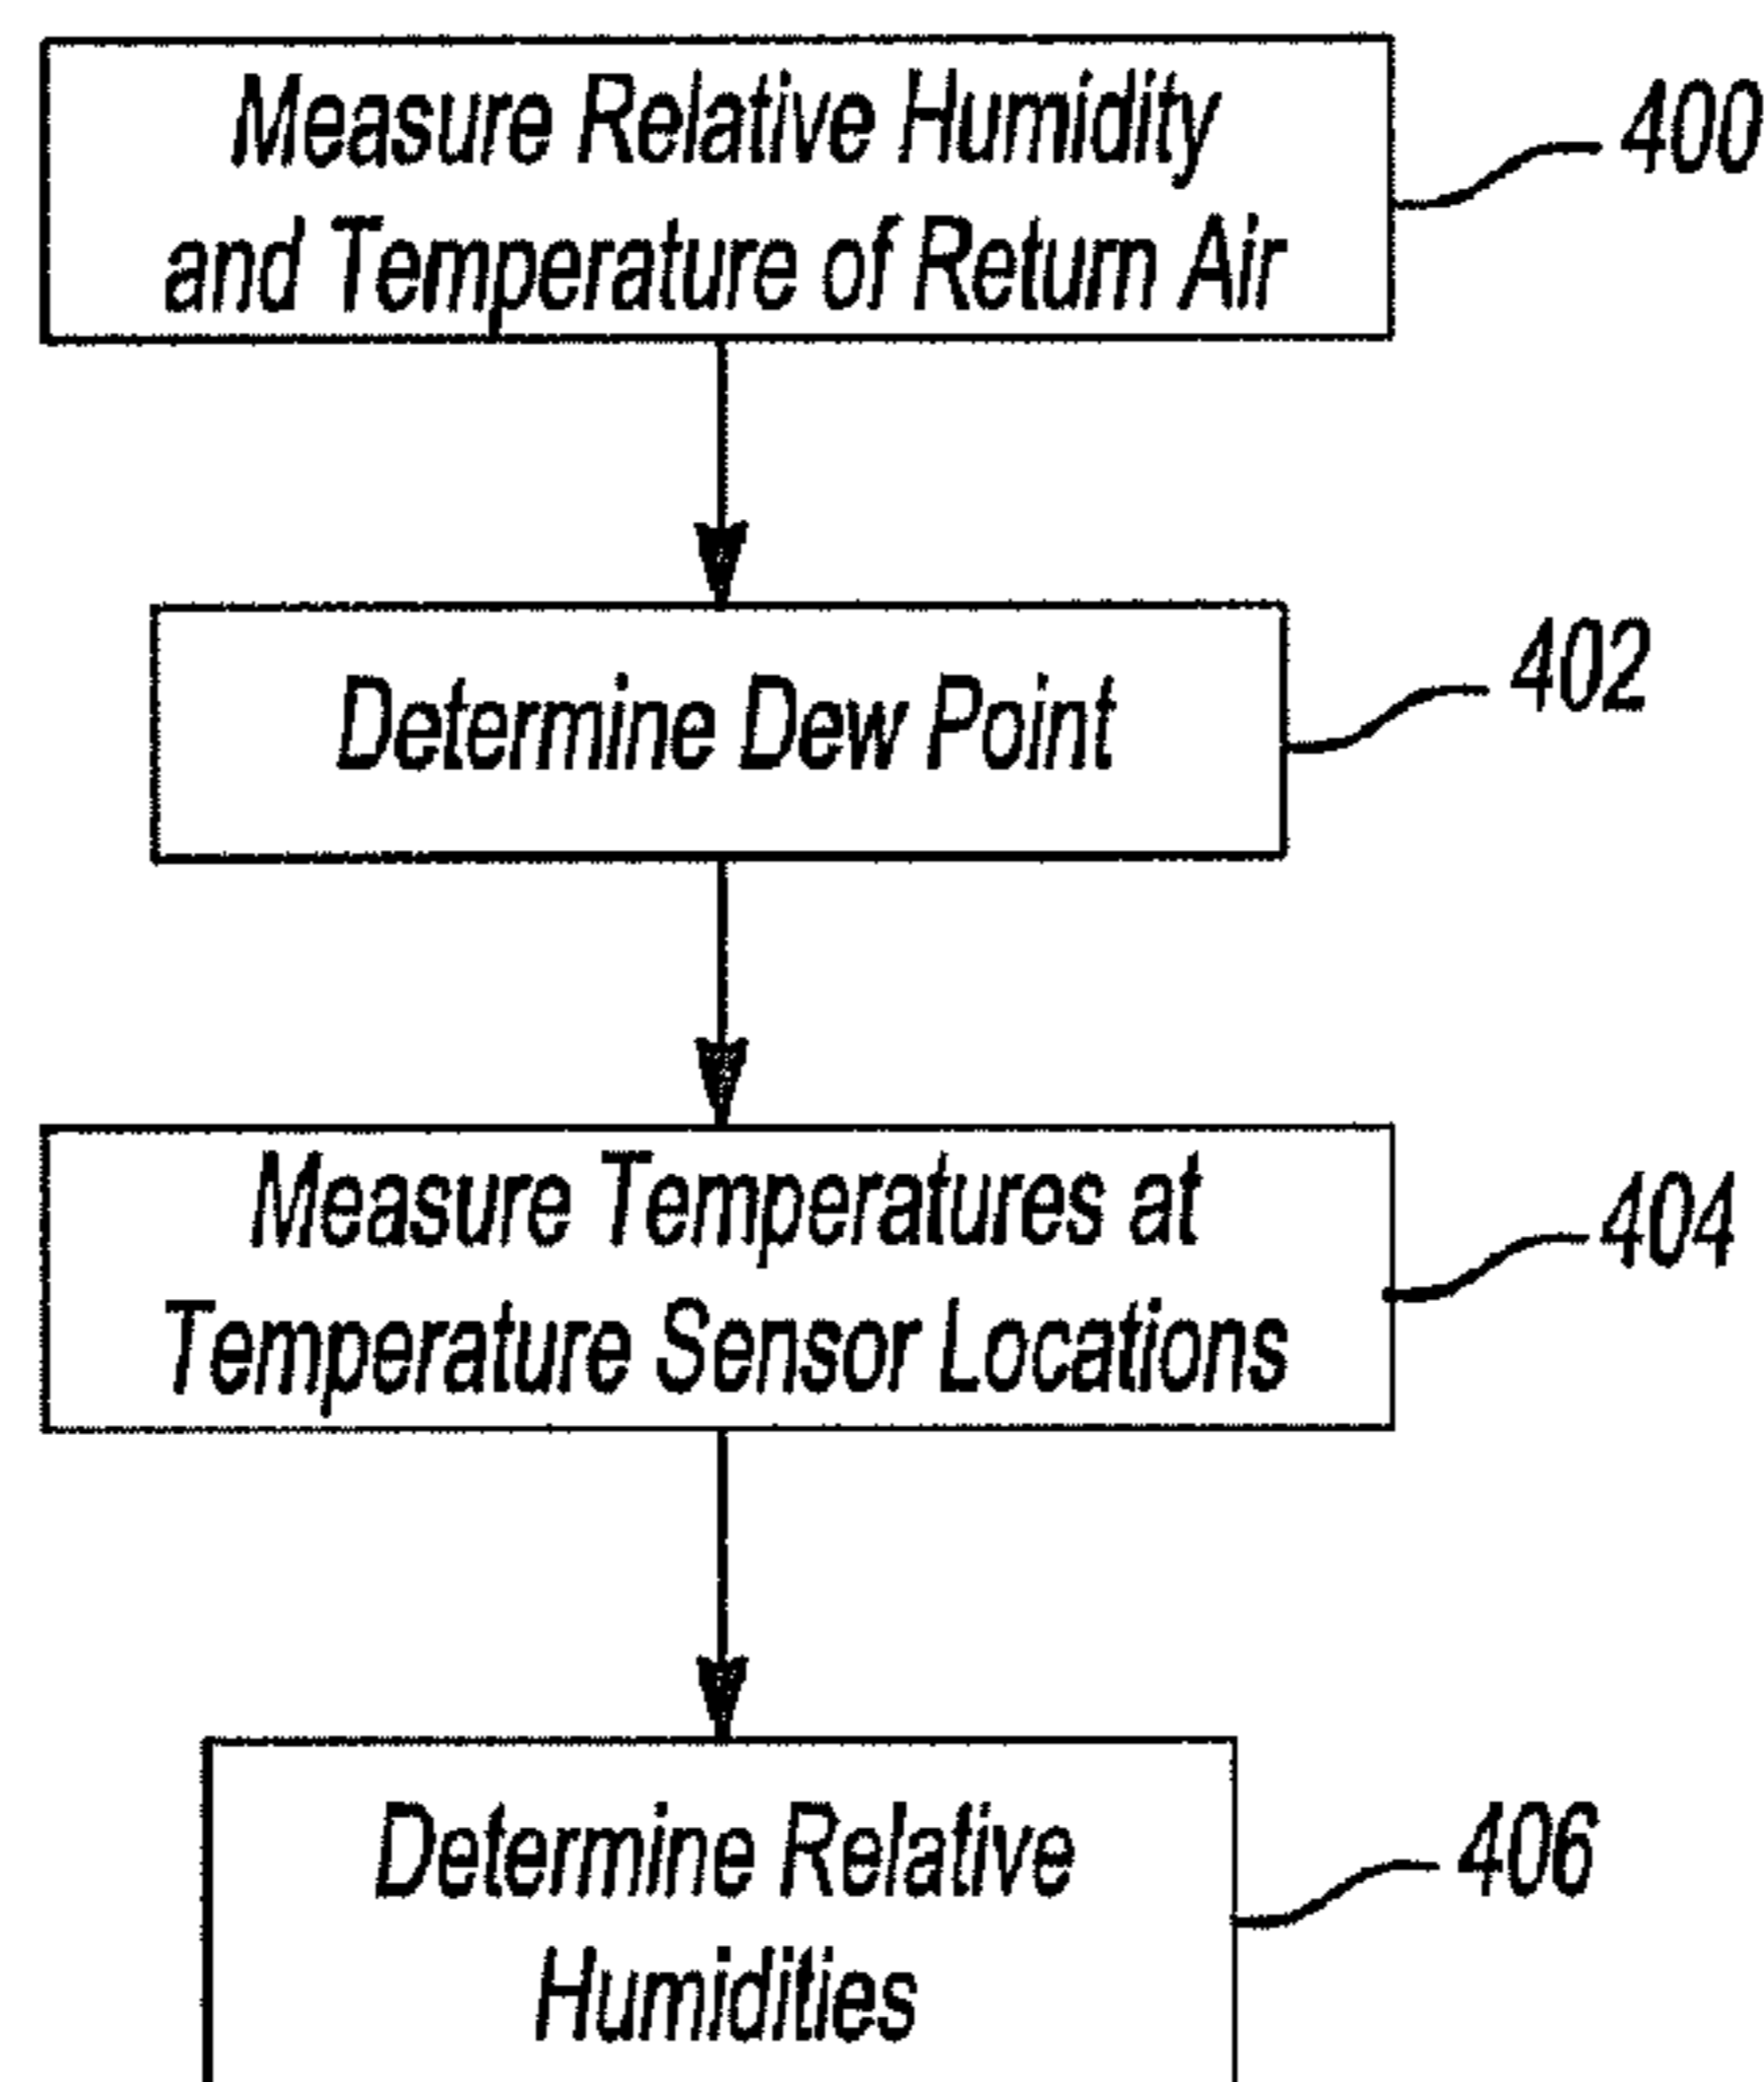 Measure Relative Humidity
and Temperature of Return Air
400
Determine Dew Point
402
Measure Temperatures at
Temperature Sensor Locations
404
Determine Relative
Humidities
406